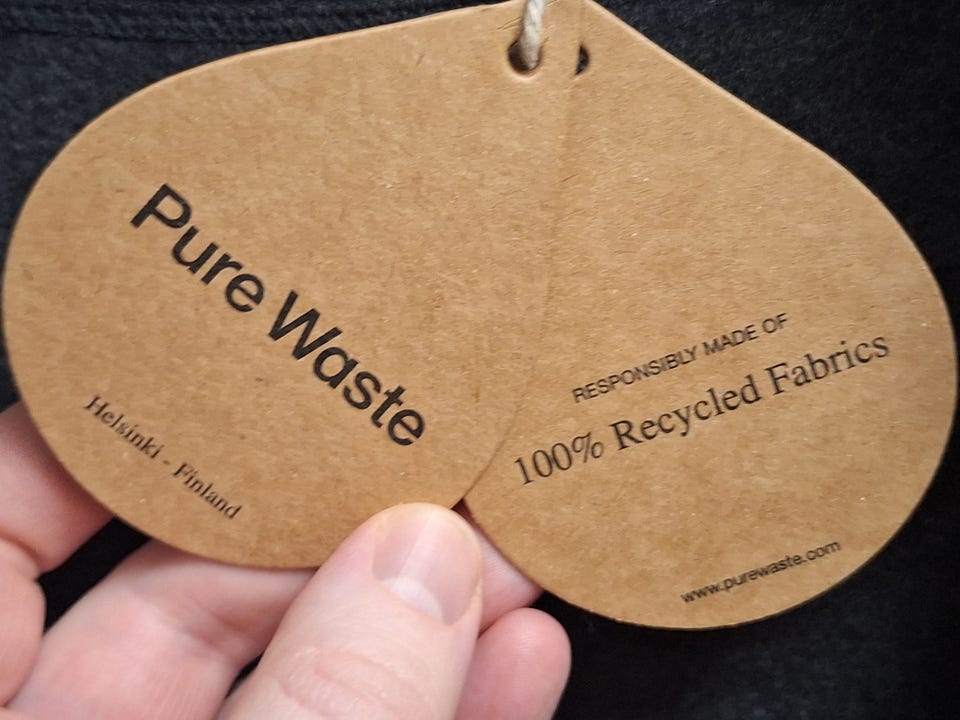 Pure Waste
Helsinki - Finland
RESPONSIBLY MADE OF
100% Recycled Fabrics
www.purewaste.com